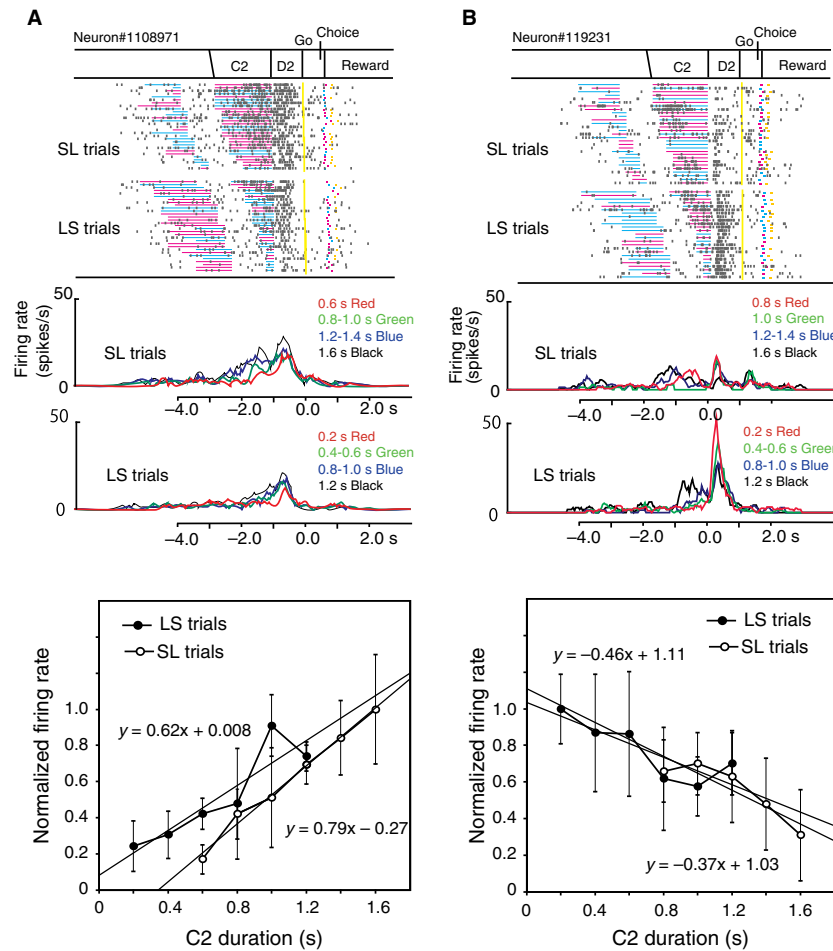 A
Neuron#1108971
Go
Choice
C2
D2
Reward
SL trials
LS trials
Firing rate
(spikes/s)
50
0
SL trials
0.6 s Red
0.8-1.0 s Green
1.2-1.4 s Blue
1.6 s Black
−4.0
−2.0
0.0
2.0 s
50
0
LS trials
0.2 s Red
0.4-0.6 s Green
0.8-1.0 s Blue
1.2 s Black
−4.0
−2.0
0.0
2.0 s
Normalized firing rate
LS trials
SL trials
y = 0.62x + 0.008
y = 0.79x − 0.27
1.0
0.8
0.6
0.4
0.2
0
0
0.4
0.8
1.2
1.6
C2 duration (s)
B
Neuron#119231
Go
Choice
C2
D2
Reward
SL trials
LS trials
Firing rate
(spikes/s)
50
0
SL trials
0.8 s Red
1.0 s Green
1.2-1.4 s Blue
1.6 s Black
−4.0
−2.0
0.0
2.0 s
50
0
LS trials
0.2 s Red
0.4-0.6 s Green
0.8-1.0 s Blue
1.2 s Black
−4.0
−2.0
0.0
2.0 s
Normalized firing rate
LS trials
SL trials
y = −0.46x + 1.11
y = −0.37x + 1.03
1.0
0.8
0.6
0.4
0.2
0
0
0.4
0.8
1.2
1.6
C2 duration (s)